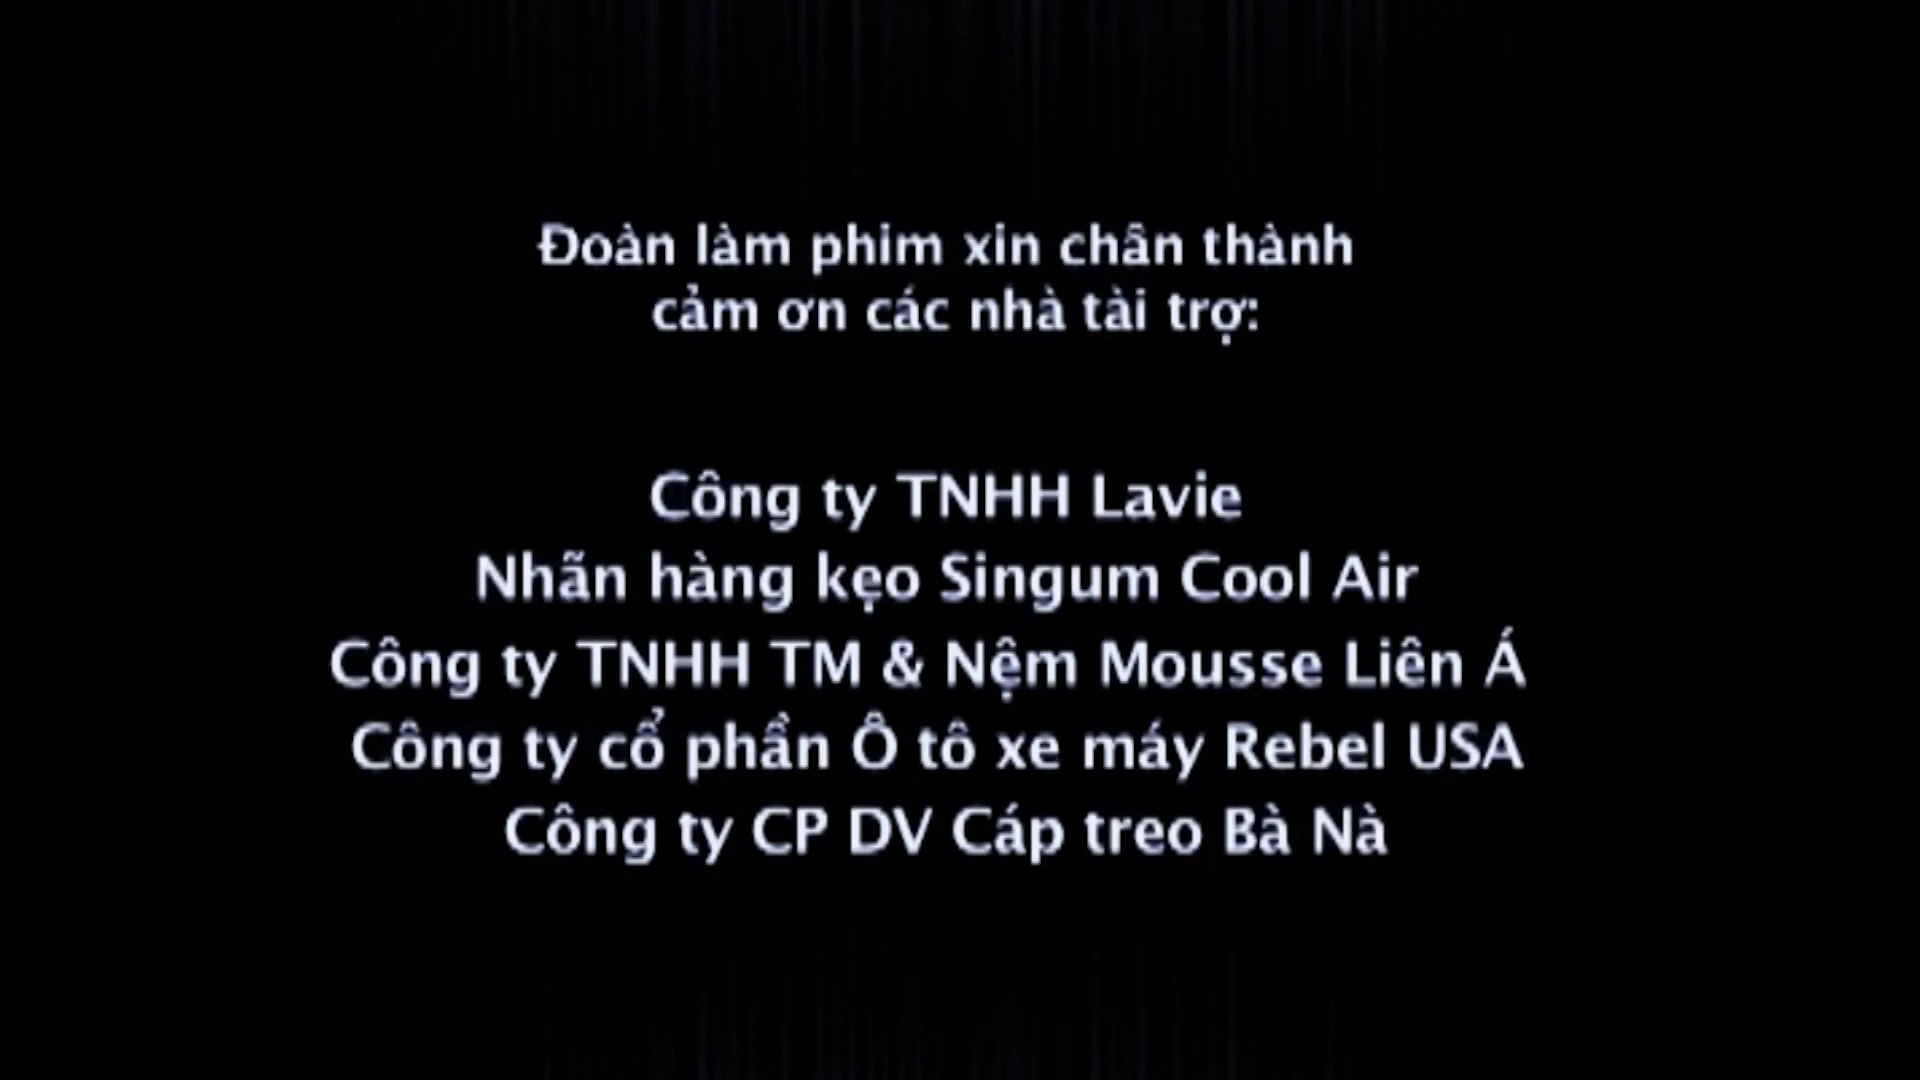 Đoàn làm phim xin chân thành
cảm ơn các nhà tài trợ:
Công ty TNHH Lavie
Nhãn hàng kẹo Singum Cool Air
Công ty TNHH TM & Nệm Mousse Liên Á
Công ty cổ phần Ô tô xe máy Rebel USA
Công ty CP DV Cáp treo Bà Nà